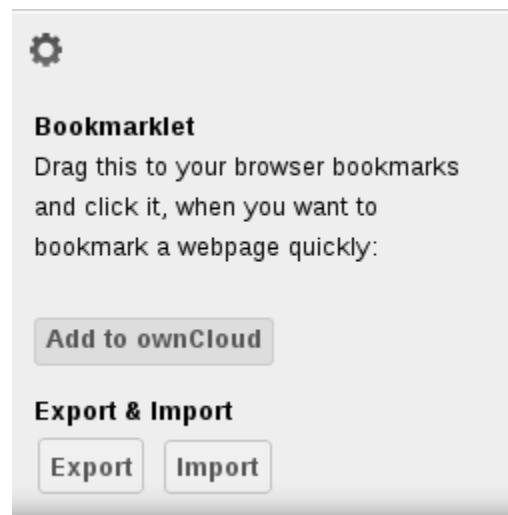 Bookmarklet
Drag this to your browser bookmarks
and click it, when you want to
bookmark a webpage quickly:
Add to ownCloud
Export & Import
Export Import